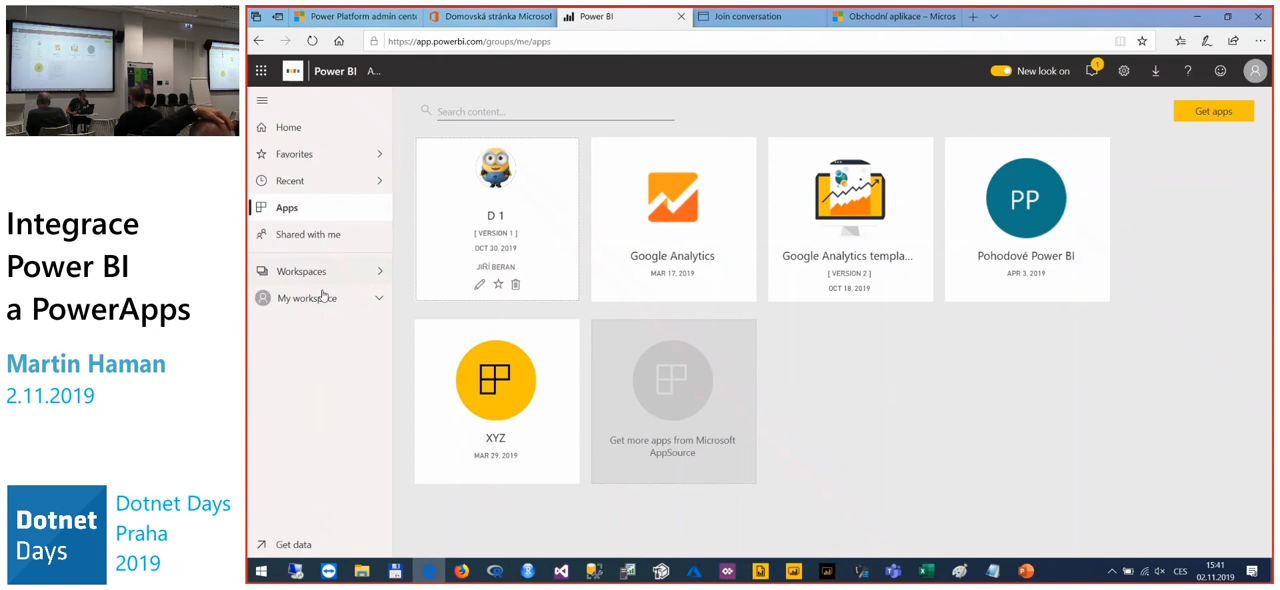 Integrace
Power BI
a PowerApps
Martin Haman
2.11.2019
Dotnet
Days
Dotnet Days
Praha
2019
Power Platform admin cente
Domovská stránka Microsof
Power BI
Join conversation
Obchodní aplikace – Micros
https://app.powerbi.com/groups/me/apps
Power BI
A...
New look on
1
Home
Favorites
Recent
Apps
Shared with me
Workspaces
My workspace
Get data
Search content...
Get apps
D 1
[ VERSION 1 ]
OCT 30, 2019
JIŘÍ BERAN
Google Analytics
MAR 17, 2019
Google Analytics templa...
[ VERSION 2 ]
OCT 18, 2019
PP
Pohodové Power BI
APR 3, 2019
XYZ
MAR 29, 2019
Get more apps from Microsoft
AppSource
CES
15:41
02.11.2019